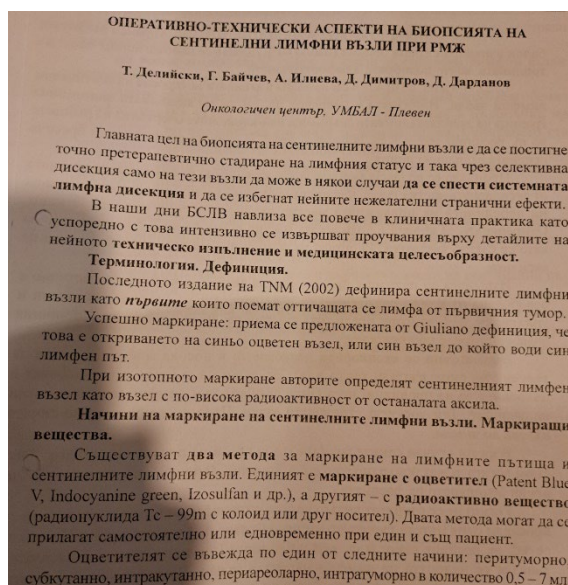 ОПЕРАТИВНО-ТЕХНИЧЕСКИ АСПЕКТИ НА БИОПСИЯТА НА
СЕНТИНЕЛНИ ЛИМФНИ ВЪЗЛИ ПРИ РМЖ
Т. Делийски, Г. Байчев, А. Илиева, Д. Димитров, Д. Дарданов
Онкологичен център, УМБАЛ - Плевен
Главната цел на биопсията на сентинелните лимфни възли е да се постигне
точно претерапевтично стадиране на лимфния статус и така чрез селективна
дисекция само на тези възли да може в някои случаи да се спести системната
лимфна дисекция и да се избегнат нейните нежелателни странични ефекти.
В наши дни БСЛВ навлиза все повече в клиничната практика като
успоредно с това интензивно се извършват проучвания върху детайлите на
нейното техническо изпълнение и медицинската целесъобразност.
Терминология. Дефиниция.
Последното издание на TNM (2002) дефинира сентинелните лимфни
възли като първите които поемат оттичащата се лимфа от първичния тумор.
Успешно маркиране: приема се предложената от Giuliano дефиниция, че
това е откриването на синьо оцветен възел, или син възел до който води син
лимфен път.
При изотопното маркиране авторите определят сентинелният лимфен
възел като възел с по-висока радиоактивност от останалата аксила.
Начини на маркиране на сентинелните лимфни възли. Маркиращи
вещества.
Съществуват два метода за маркиране на лимфните пътища и
сентинелните лимфни възли. Единият е маркиране с оцветител (Patent Blue
V, Indocyanine green, Izosulfan и др.), а другият – с радиоактивно вещество
(радионуклида Tc – 99m с колоид или друг носител). Двата метода могат да се
прилагат самостоятелно или едновременно при един и същ пациент.
Оцветителят се въвежда по един от следните начини: перитуморно,
субкутанно, интракутанно, периареоларно, интратуморно в количество 0,5 – 7 мл